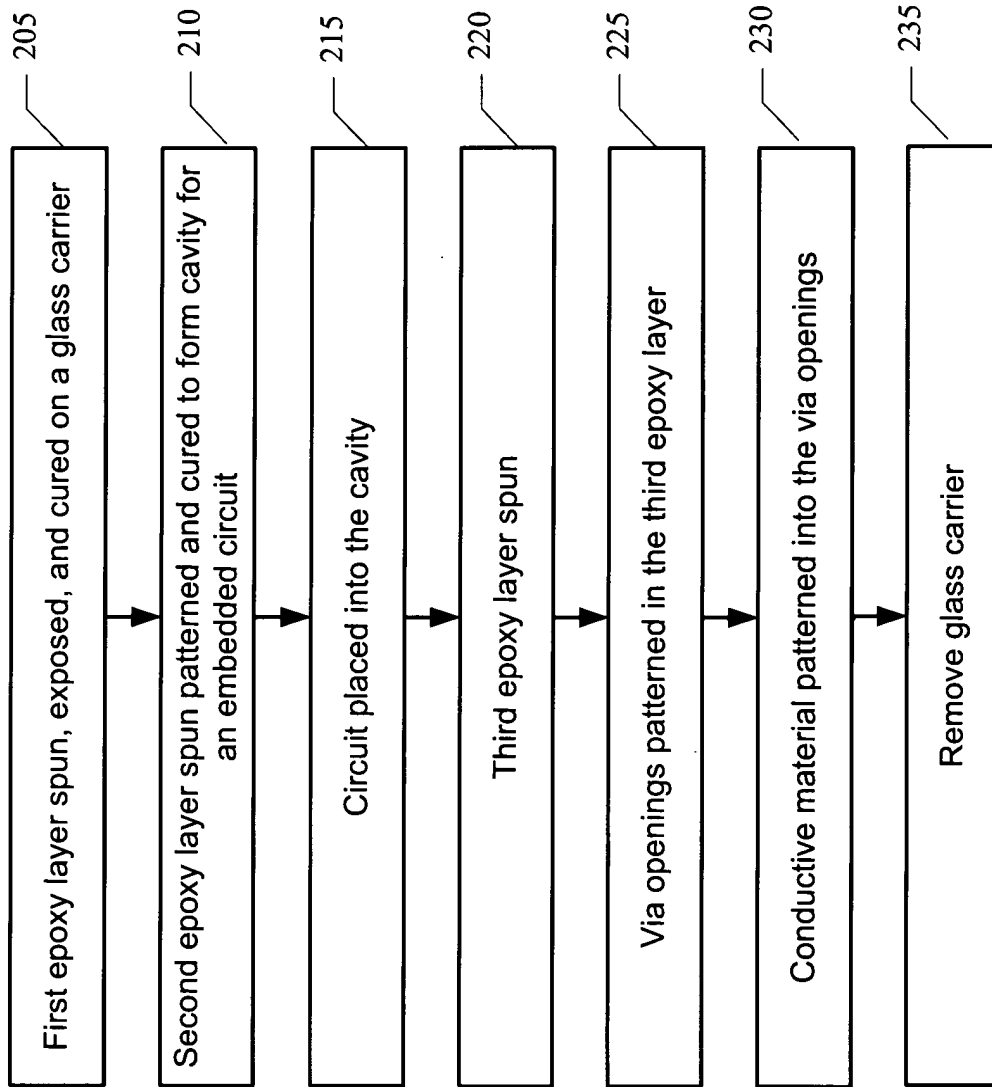 205
First epoxy layer spun, exposed, and cured on a glass carrier
210
Second epoxy layer spun patterned and cured to form cavity for
an embedded circuit
215
Circuit placed into the cavity
220
Third epoxy layer spun
225
Via openings patterned in the third epoxy layer
230
Conductive material patterned into the via openings
235
Remove glass carrier